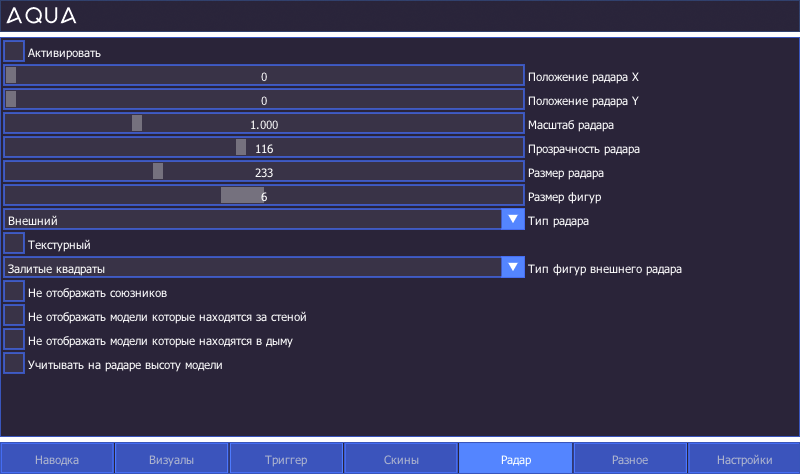 AQUA
Активировать
0 Положение радара X
0 Положение радара Y
1.000 Масштаб радара
116 Прозрачность радара
233 Размер радара
6 Размер фигур
Внешний Тип радара
Текстурный
Залитые квадраты Тип фигур внешнего радара
Не отображать союзников
Не отображать модели которые находятся за стеной
Не отображать модели которые находятся в дыму
Учитывать на радаре высоту модели
Наводка Визуалы Триггер Скины Радар Разное Настройки